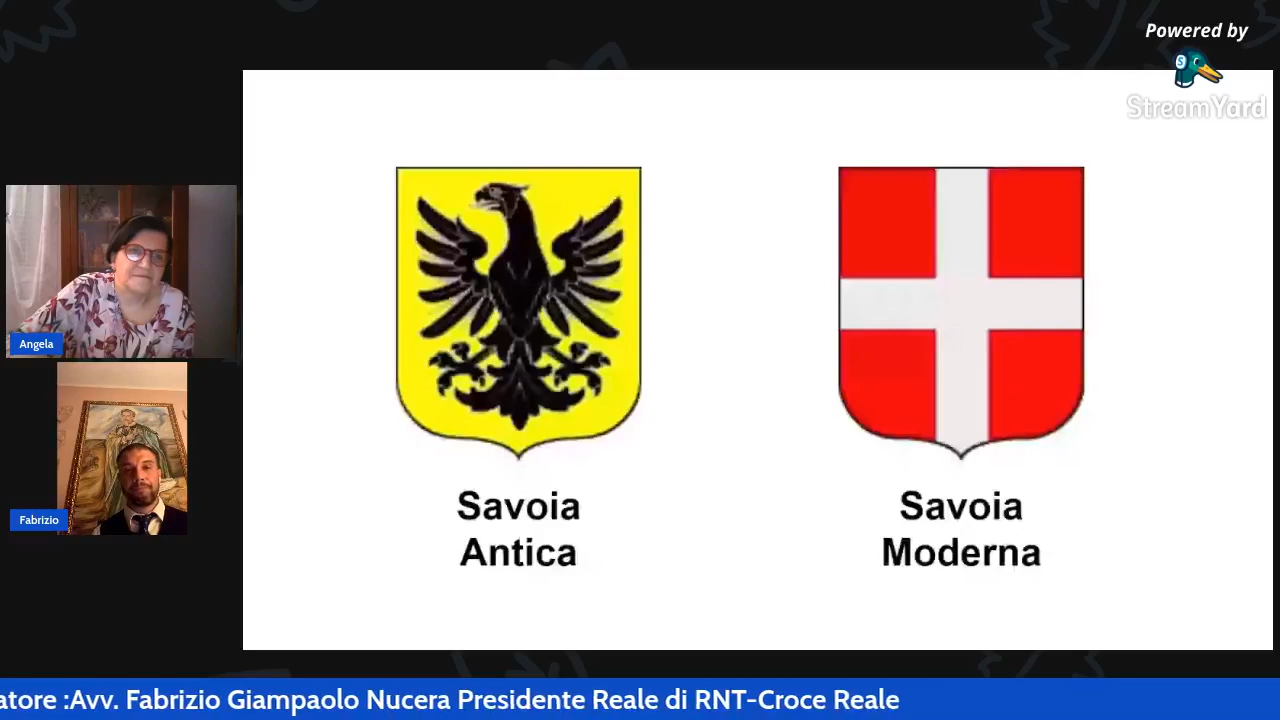 Powered by
StreamYard
Angela
Fabrizio
Savoia
Antica
Savoia
Moderna
atore :Avv. Fabrizio Giampaolo Nucera Presidente Reale di RNT-Croce Reale